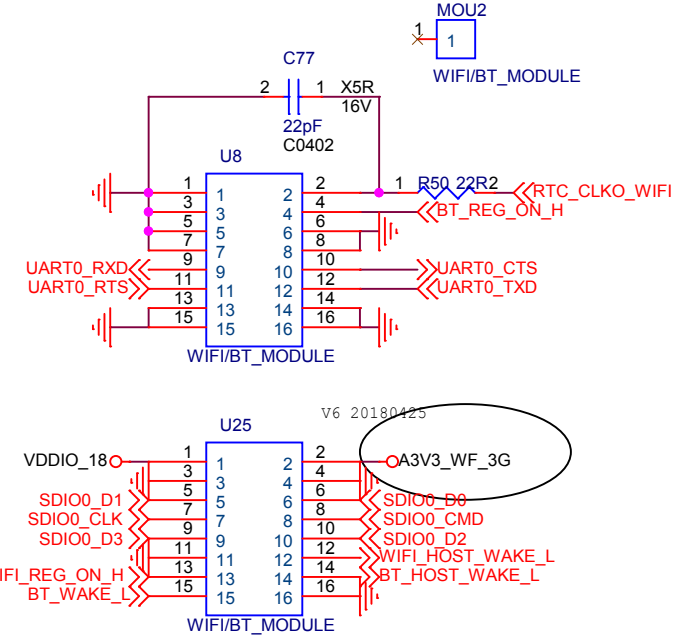 MOU2
1
1
WIFI/BT_MODULE
C77
2
1
X5R
16V
22pF
C0402
U8
1 1 2 2 1 R50 22R 2 RTC_CLKO_WIFI
3 3 4 4 BT_REG_ON_H
5 5 6 6
7 7 8 8
UART0_RXD 9 9 10 10 UART0_CTS
UART0_RTS 11 11 12 12 UART0_TXD
13 13 14 14
15 15 16 16
WIFI/BT_MODULE
V6 20180425
U25
VDDIO_18 1 1 2 2 A3V3_WF_3G
3 3 4 4
SDIO0_D1 5 5 6 6 SDIO0_D0
SDIO0_CLK 7 7 8 8 SDIO0_CMD
SDIO0_D3 9 9 10 10 SDIO0_D2
11 11 12 12 WIFI_HOST_WAKE_L
IFI_REG_ON_H 13 13 14 14 BT_HOST_WAKE_L
BT_WAKE_L 15 15 16 16
WIFI/BT_MODULE